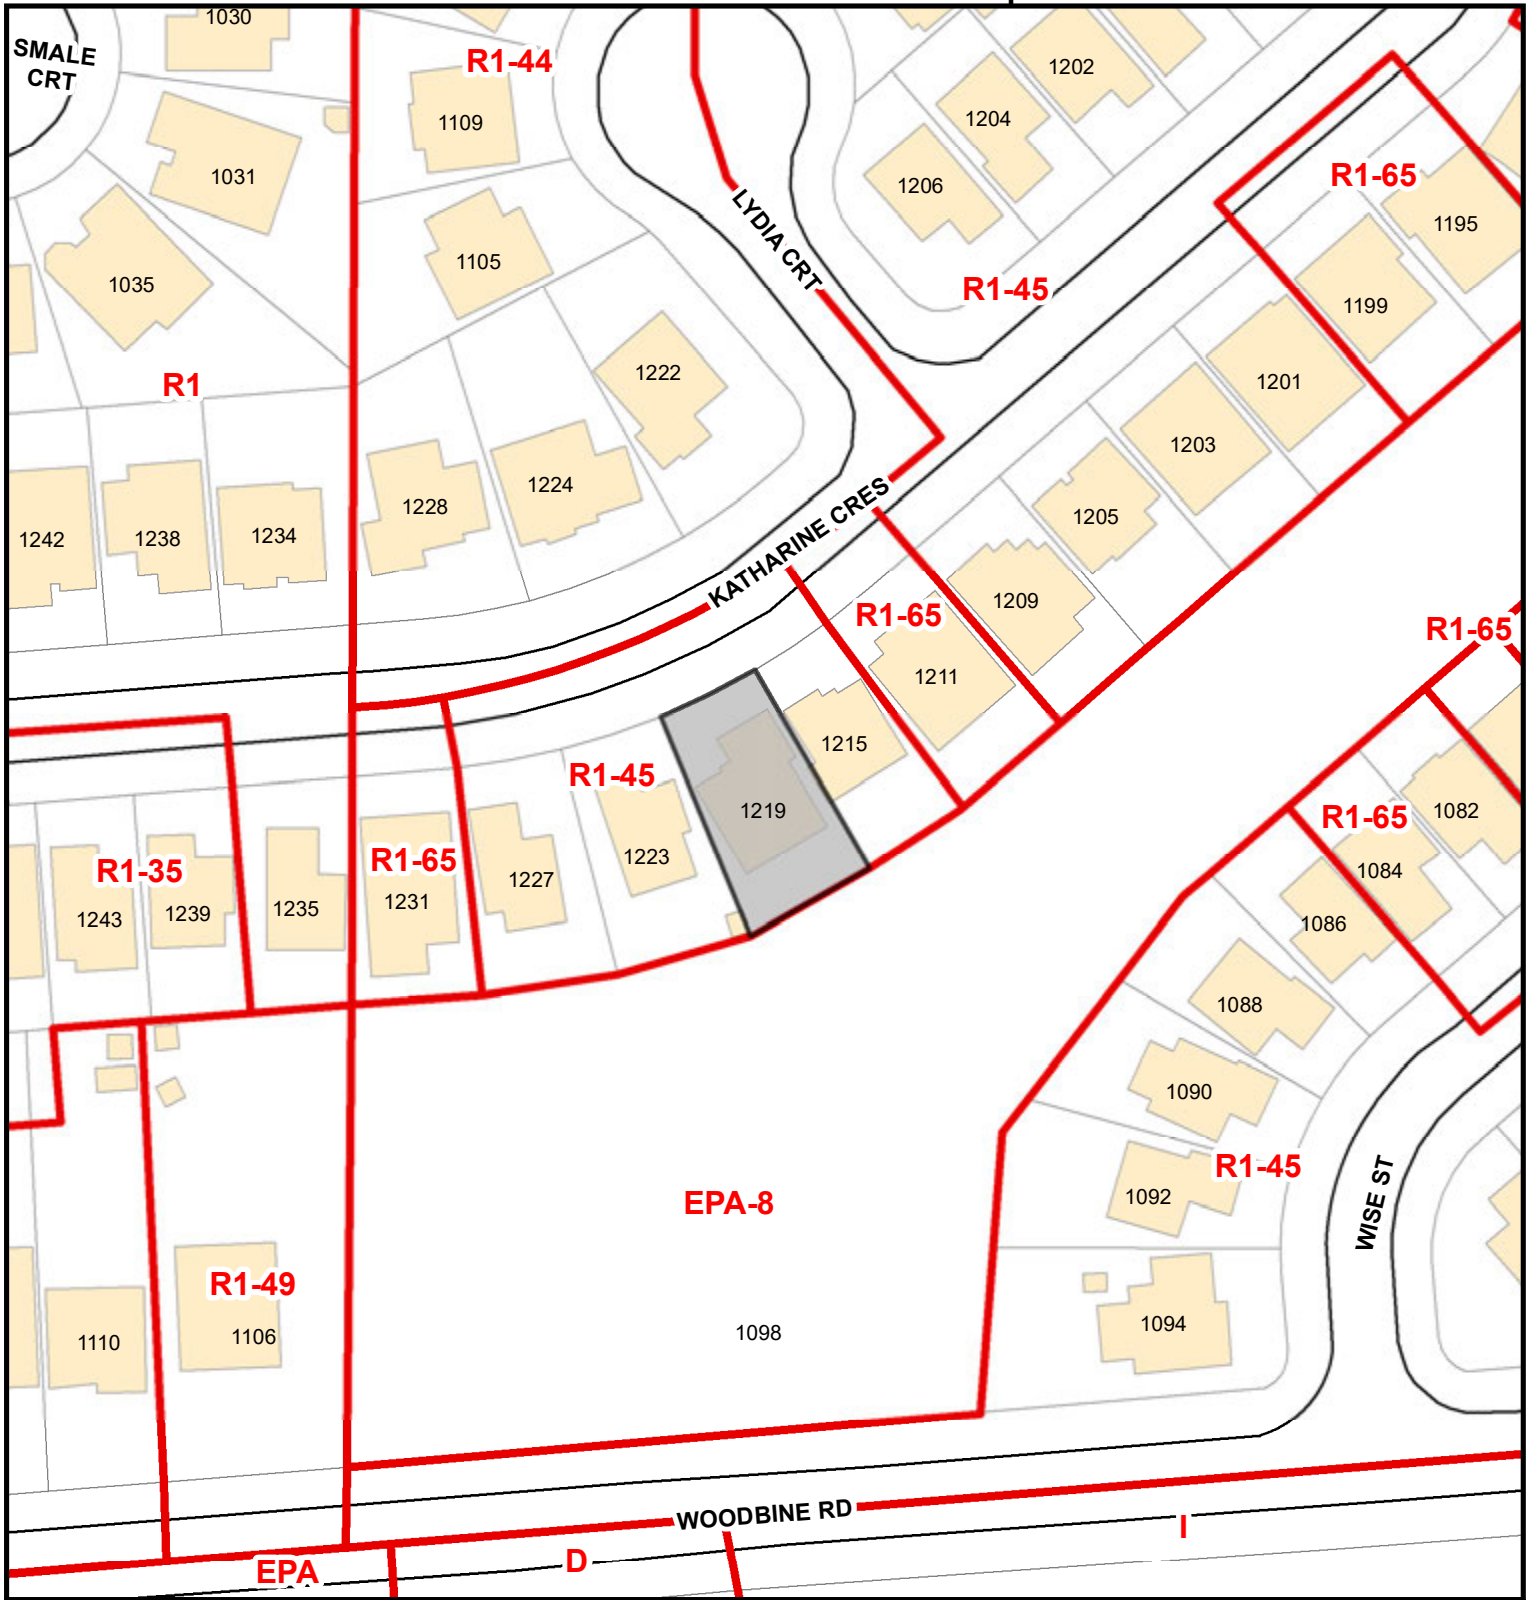 1030
SMALE
CRT
R1-44
1109
1202
1204
1031
R1-65
1206
1195
LYDIA CRT
1105
1035
R1-45
1199
1222
R1
1201
1203
1224
1228
KATHARINE CRES
1205
1242
1238
1234
1209
R1-65
R1-65
1211
1215
R1-45
1219
1082
R1-65
1223
R1-65
R1-35
1084
1227
1231
1235
1239
1243
1086
1088
1090
R1-45
1092
EPA-8
WISE ST
R1-49
1106
1110
1098
1094
WOODBINE RD
I
D
EPA